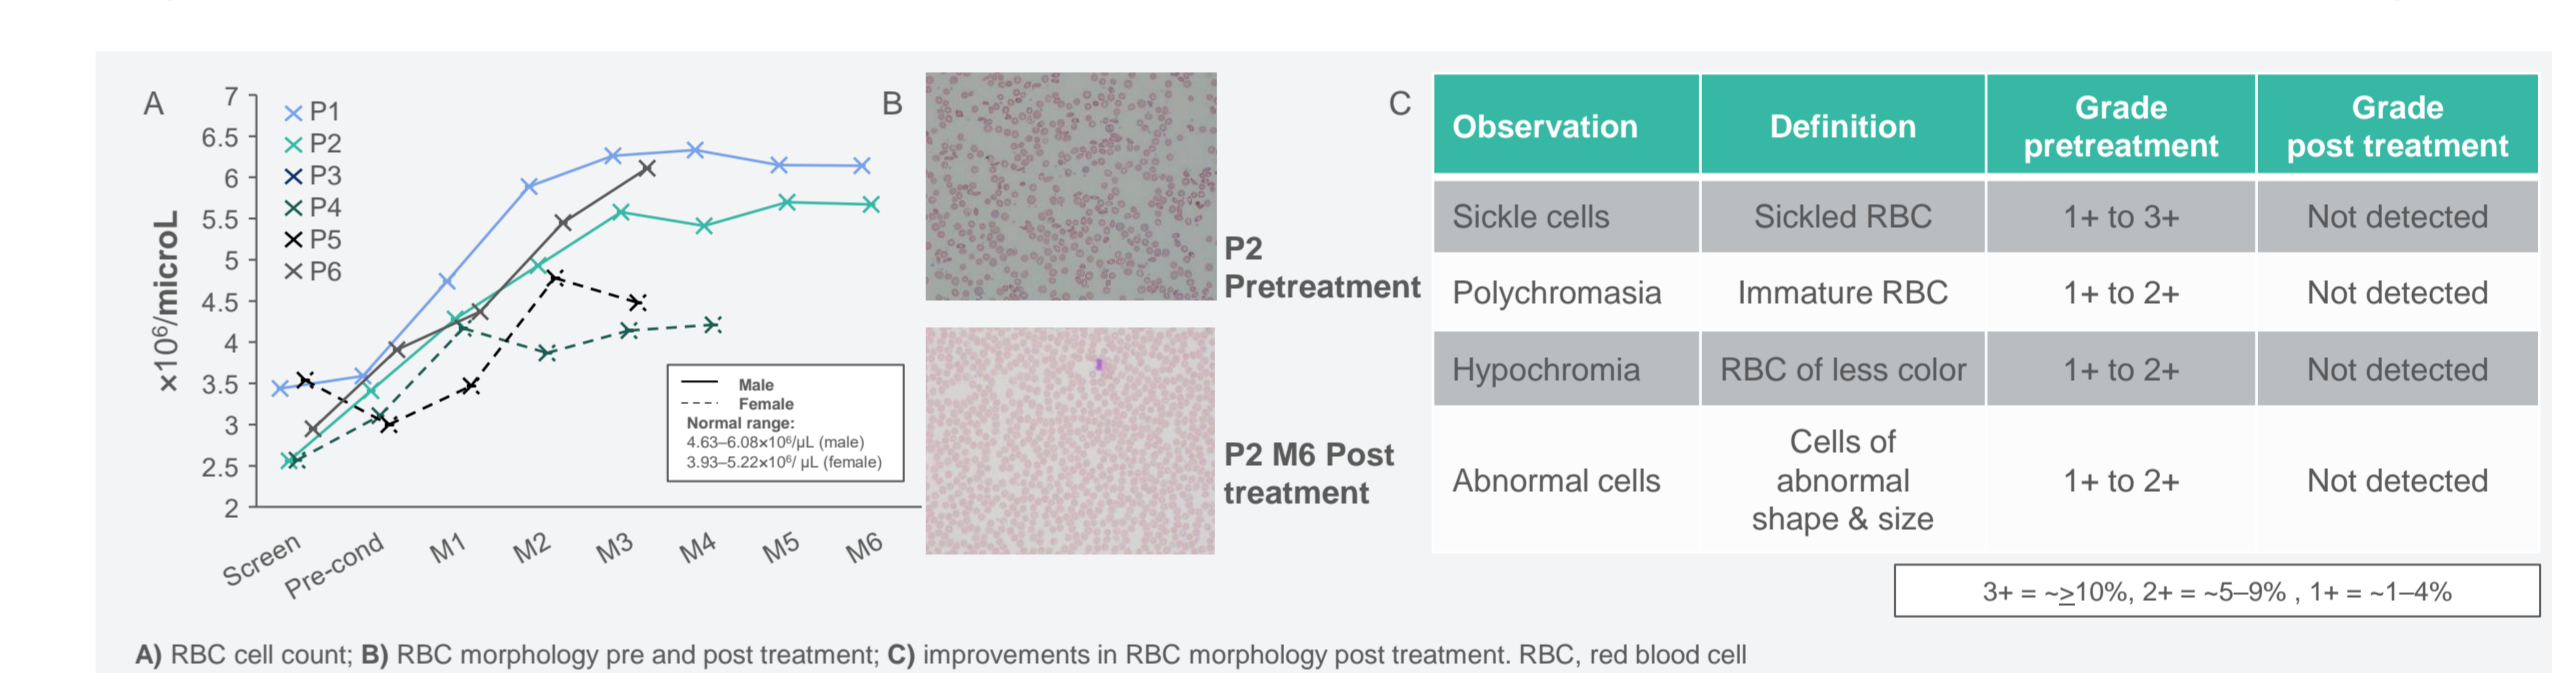 A
7
6.5
6
5.5
5
4.5
4
3.5
3
2.5
2
×10⁶/microL
P1
P2
P3
P4
P5
P6
Male
Female
Normal range:
4.63–6.08×10⁶/µL (male)
3.93–5.22×10⁶/ µL (female)
Screen
Pre-cond
M1
M2
M3
M4
M5
M6
B
P2
Pretreatment
P2 M6 Post
treatment
C
Observation
Definition
Grade
pretreatment
Grade
post treatment
Sickle cells
Sickled RBC
1+ to 3+
Not detected
Polychromasia
Immature RBC
1+ to 2+
Not detected
Hypochromia
RBC of less color
1+ to 2+
Not detected
Abnormal cells
Cells of
abnormal
shape & size
1+ to 2+
Not detected
3+ = ~≥10%, 2+ = ~5–9% , 1+ = ~1–4%
A) RBC cell count; B) RBC morphology pre and post treatment; C) improvements in RBC morphology post treatment. RBC, red blood cell